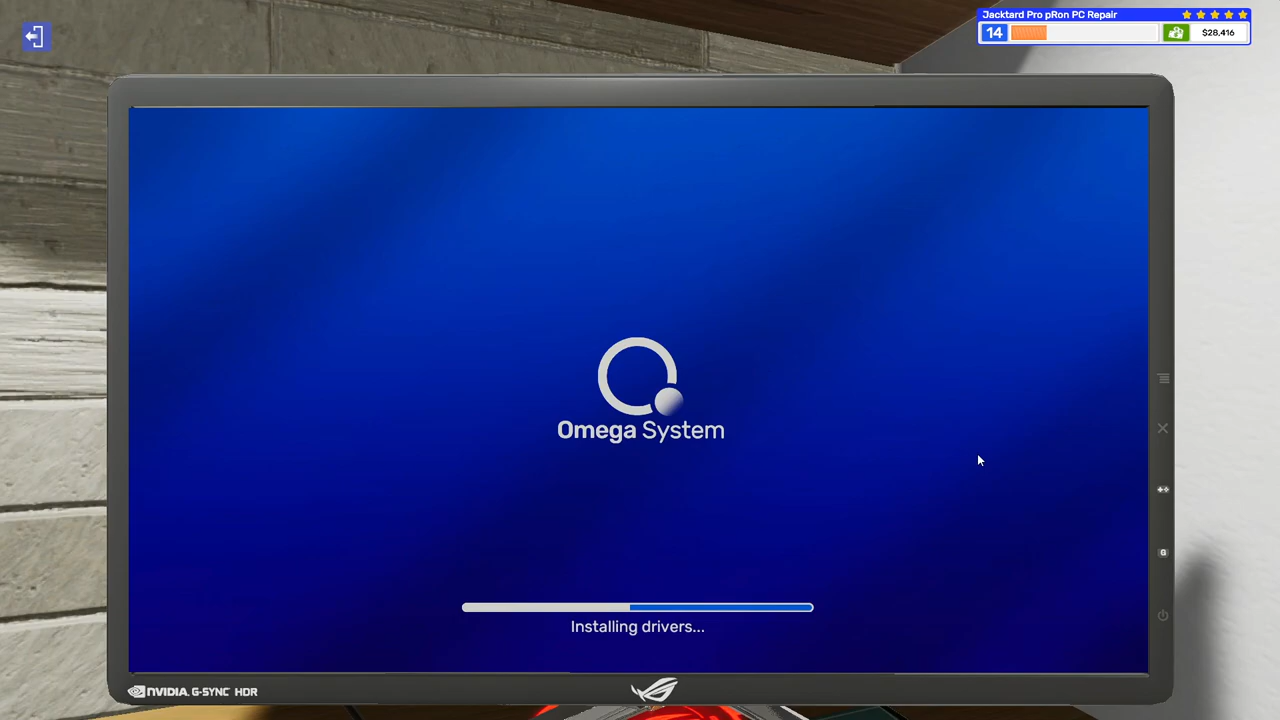 Jacktard Pro pRon PC Repair
14
$28,416
Omega System
Installing drivers...
NVIDIA. G-SYNC HDR
G